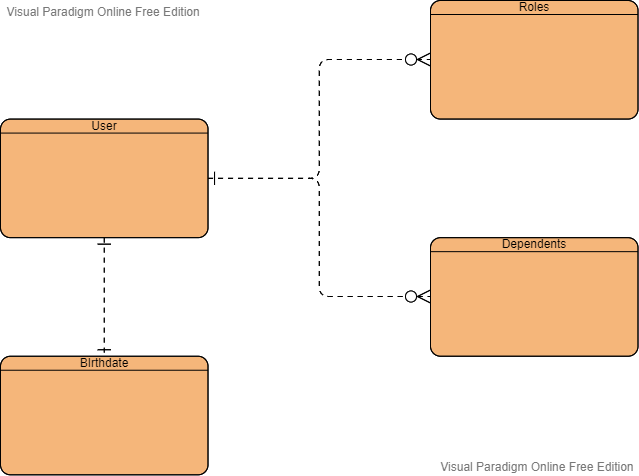 Visual Paradigm Online Free Edition
Roles
User
Dependents
BIrthdate
Visual Paradigm Online Free Edition